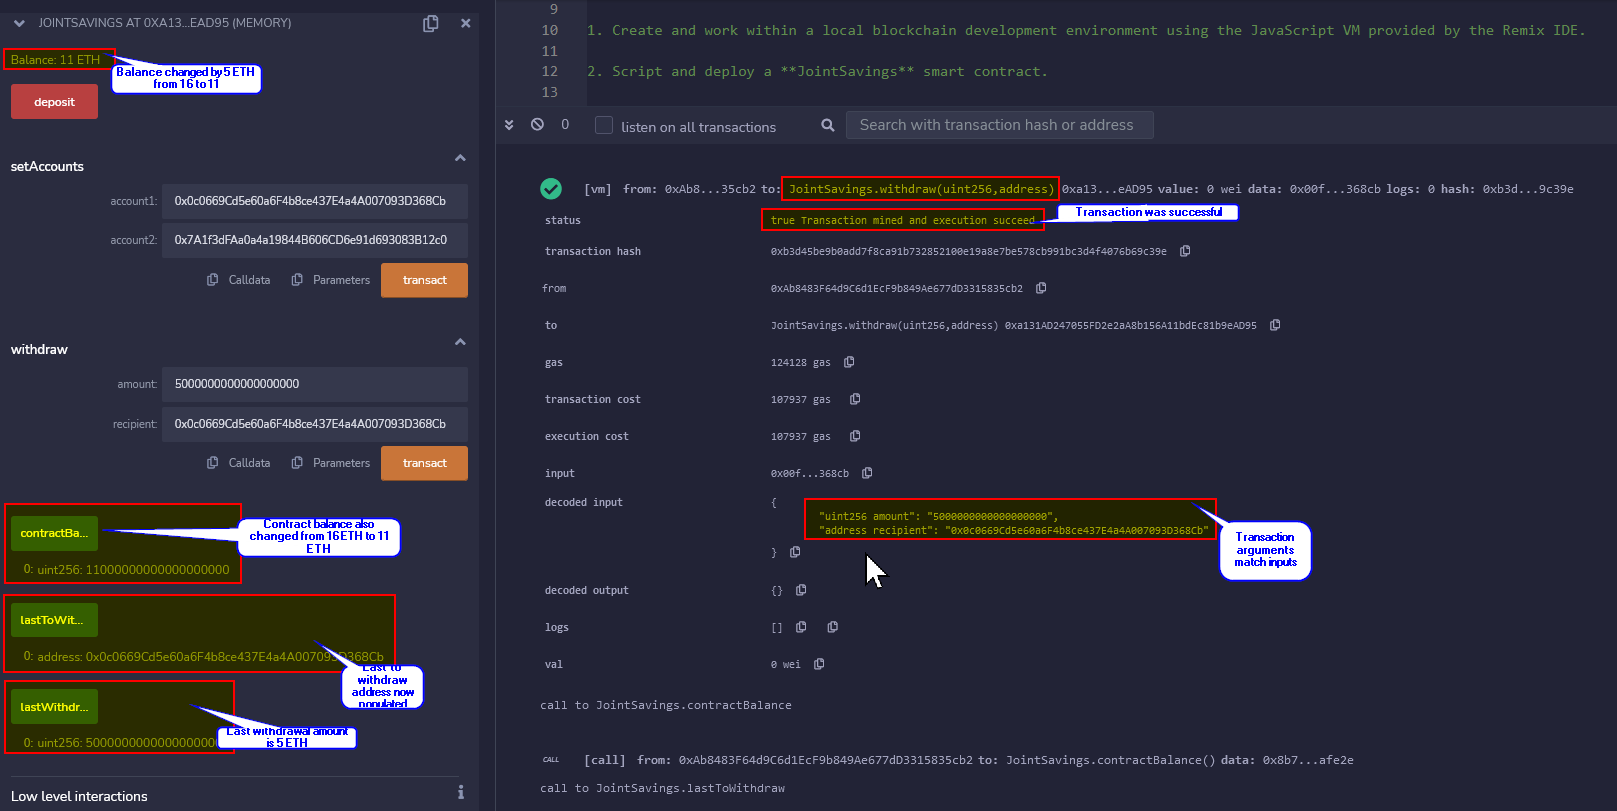 JOINTSAVINGS AT 0XA13...EAD95 (MEMORY)
Balance: 11 ETH
Balance changed by 5 ETH
from 16 to 11
deposit
setAccounts
account1: 0x0c0669Cd5e60a6F4b8ce437E4a4A007093D368Cb
account2: 0x7A1f3dFAa0a4a19844B606CD6e91d693083B12c0
Calldata Parameters transact
withdraw
amount: 5000000000000000000
recipient: 0x0c0669Cd5e60a6F4b8ce437E4a4A007093D368Cb
Calldata Parameters transact
contractBa...
Contract balance also
changed from 16 ETH to 11
ETH
0: uint256: 11000000000000000000
lastToWit...
0: address: 0x0c0669Cd5e60a6F4b8ce437E4a4A007093D368Cb
Last to
withdraw
address now
populated
lastWithdr...
Last withdrawal amount
is 5 ETH
0: uint256: 5000000000000000000
Low level interactions
9
10 1. Create and work within a local blockchain development environment using the JavaScript VM provided by the Remix IDE.
11
12 2. Script and deploy a **JointSavings** smart contract.
13
0 listen on all transactions Search with transaction hash or address
[vm] from: 0xAb8...35cb2 to: JointSavings.withdraw(uint256,address) 0xa13...eAD95 value: 0 wei data: 0x00f...368cb logs: 0 hash: 0xb3d...9c39e
status true Transaction mined and execution succeed
Transaction was successful
transaction hash 0xb3d45be9b0add7f8ca91b732852100e19a8e7be578cb991bc3d4f4076b69c39e
from 0xAb8483F64d9C6d1EcF9b849Ae677dD3315835cb2
to JointSavings.withdraw(uint256,address) 0xa131AD247055FD2e2aA8b156A11bdEc81b9eAD95
gas 124128 gas
transaction cost 107937 gas
execution cost 107937 gas
input 0x00f...368cb
decoded input {
"uint256 amount": "5000000000000000000",
"address recipient": "0x0c0669Cd5e60a6F4b8ce437E4a4A007093D368Cb"
}
Transaction
arguments
match inputs
decoded output {}
logs []
val 0 wei
call to JointSavings.contractBalance
CALL [call] from: 0xAb8483F64d9C6d1EcF9b849Ae677dD3315835cb2 to: JointSavings.contractBalance() data: 0x8b7...afe2e
call to JointSavings.lastToWithdraw